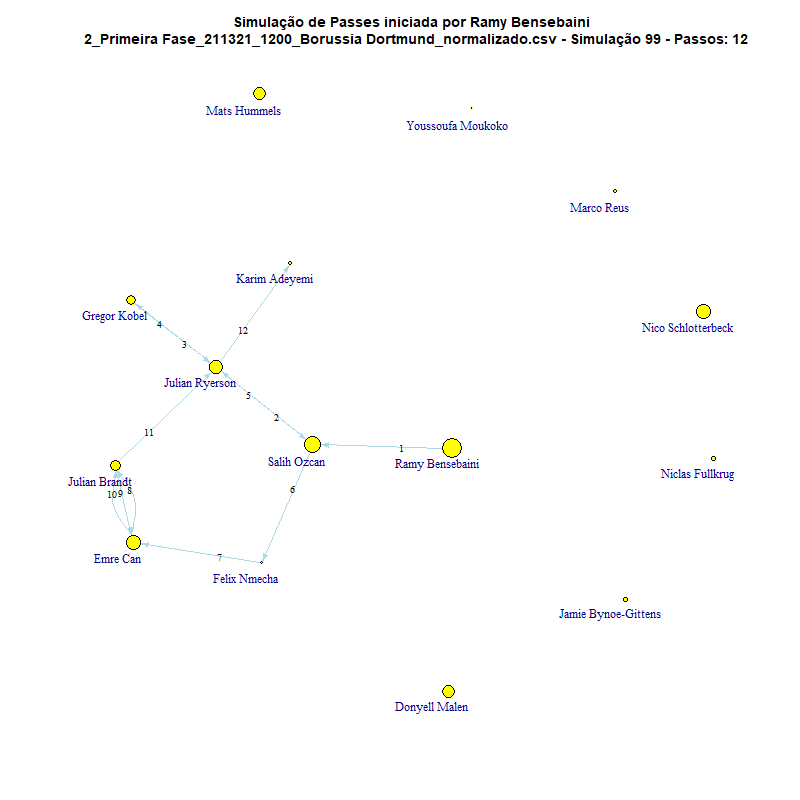 Simulação de Passes iniciada por Ramy Bensebaini
2_Primeira Fase_211321_1200_Borussia Dortmund_normalizado.csv - Simulação 99 - Passos: 12
Mats Hummels
Youssoufa Moukoko
Marco Reus
Karim Adeyemi
Gregor Kobel
4
12
Nico Schlotterbeck
3
Julian Ryerson
5
2
11
1
Salih Ozcan
Ramy Bensebaini
Niclas Fullkrug
Julian Brandt
6
10
9
8
Emre Can
7
Felix Nmecha
Jamie Bynoe-Gittens
Donyell Malen